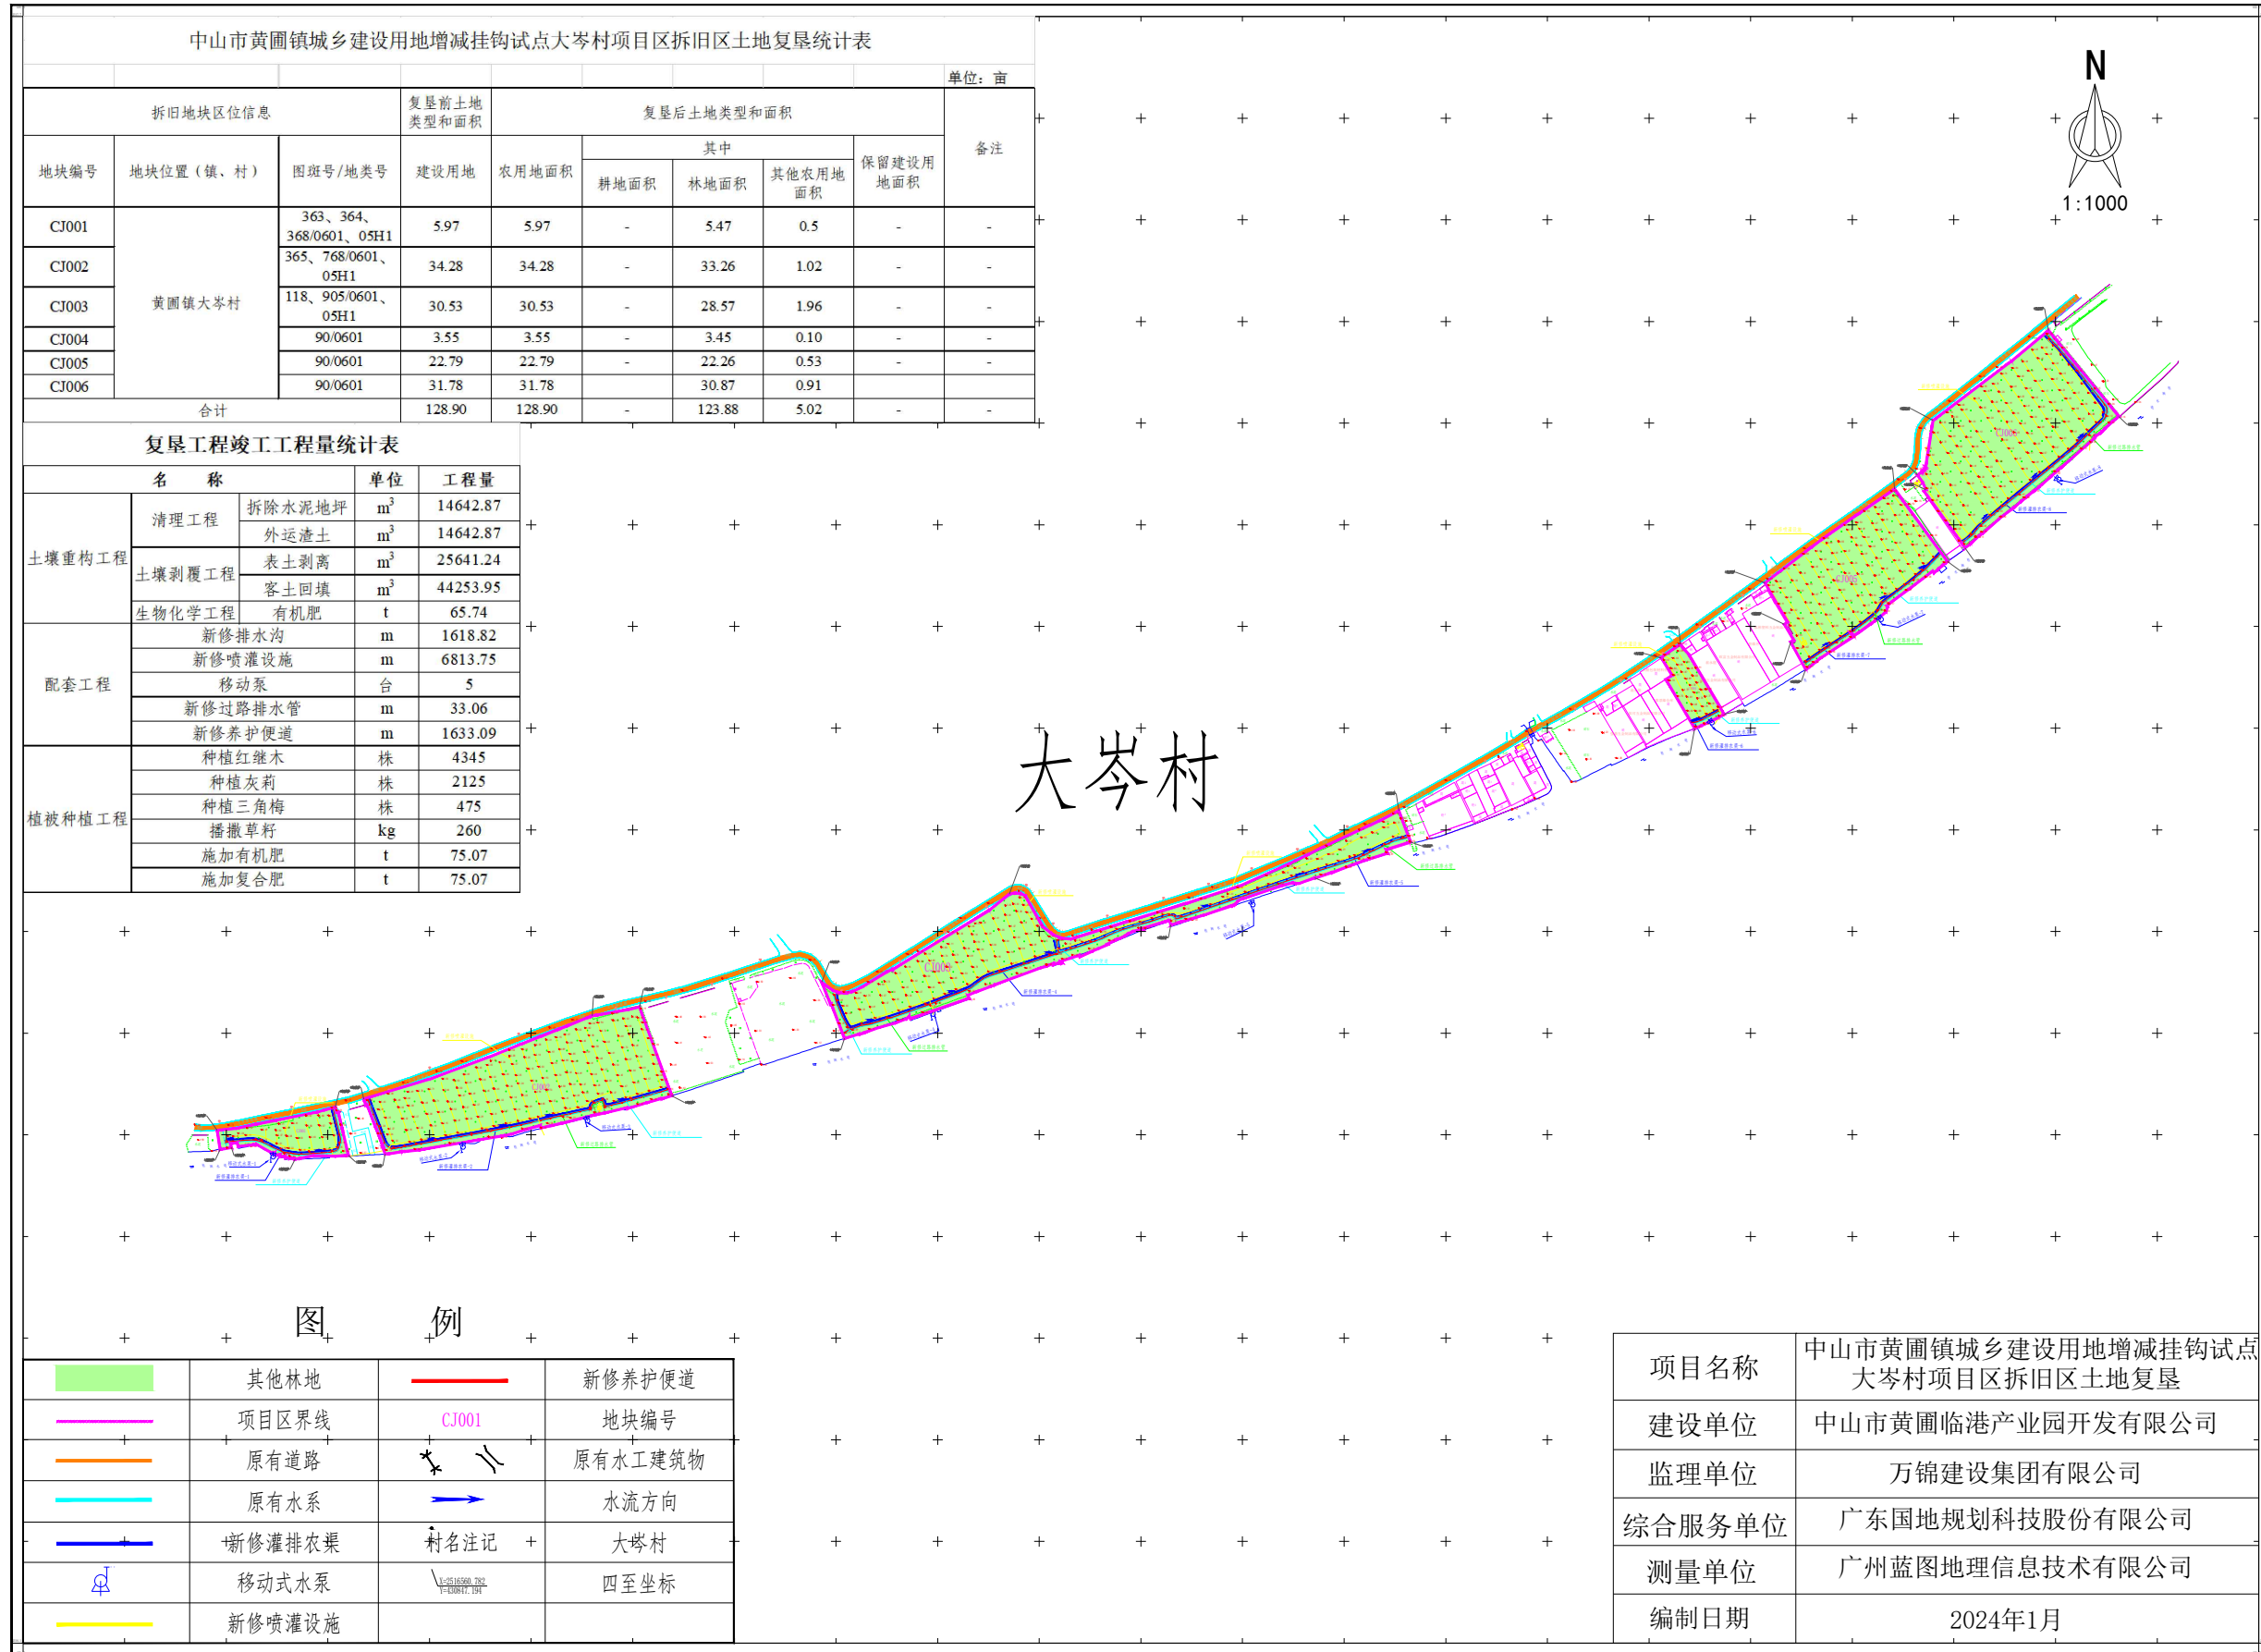 中山市黄圃镇城乡建设用地增减挂钩试点大岑村项目区拆旧区土地复垦统计表
单位：亩
拆旧地块区位信息
复垦前土地类型和面积
复垦后土地类型和面积
备注
地块编号
地块位置（镇、村）
图斑号/地类号
建设用地
农用地面积
其中
耕地面积
林地面积
其他农用地面积
保留建设用地面积
CJ001 黄圃镇大岑村 363、364、368/0601、05H1 5.97 5.97 - 5.47 0.5 - -
CJ002 365、768/0601、05H1 34.28 34.28 - 33.26 1.02 - -
CJ003 118、905/0601、05H1 30.53 30.53 - 28.57 1.96 - -
CJ004 90/0601 3.55 3.55 - 3.45 0.10 - -
CJ005 90/0601 22.79 22.79 - 22.26 0.53 - -
CJ006 90/0601 31.78 31.78 30.87 0.91
合计 128.90 128.90 - 123.88 5.02 - -
复垦工程竣工工程量统计表
名 称 单位 工程量
土壤重构工程 清理工程 拆除水泥地坪 m³ 14642.87
外运渣土 m³ 14642.87
土壤剥覆工程 表土剥离 m³ 25641.24
客土回填 m³ 44253.95
生物化学工程 有机肥 t 65.74
配套工程 新修排水沟 m 1618.82
新修喷灌设施 m 6813.75
移动泵 台 5
新修过路排水管 m 33.06
新修养护便道 m 1633.09
植被种植工程 种植红继木 株 4345
种植灰莉 株 2125
种植三角梅 株 475
播撒草籽 kg 260
施加有机肥 t 75.07
施加复合肥 t 75.07
N
1:1000
大岑村
CJ003
CJ002
图 例
其他林地 新修养护便道
项目区界线 CJ001 地块编号
原有道路 原有水工建筑物
原有水系 水流方向
新修灌排农渠 村名注记 大岑村
移动式水泵 X=2516560.782 Y=430847.194 四至坐标
新修喷灌设施
项目名称 中山市黄圃镇城乡建设用地增减挂钩试点
大岑村项目区拆旧区土地复垦
建设单位 中山市黄圃临港产业园开发有限公司
监理单位 万锦建设集团有限公司
综合服务单位 广东国地规划科技股份有限公司
测量单位 广州蓝图地理信息技术有限公司
编制日期 2024年1月